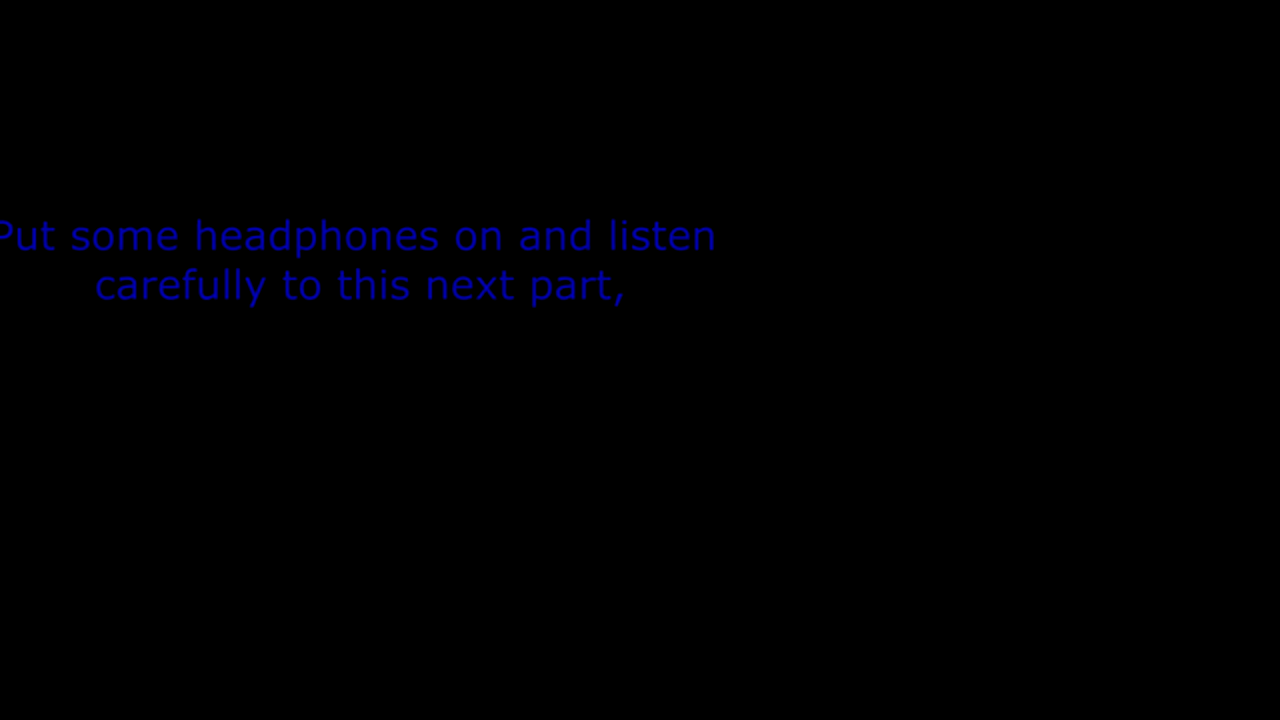 Put some headphones on and listen
carefully to this next part,